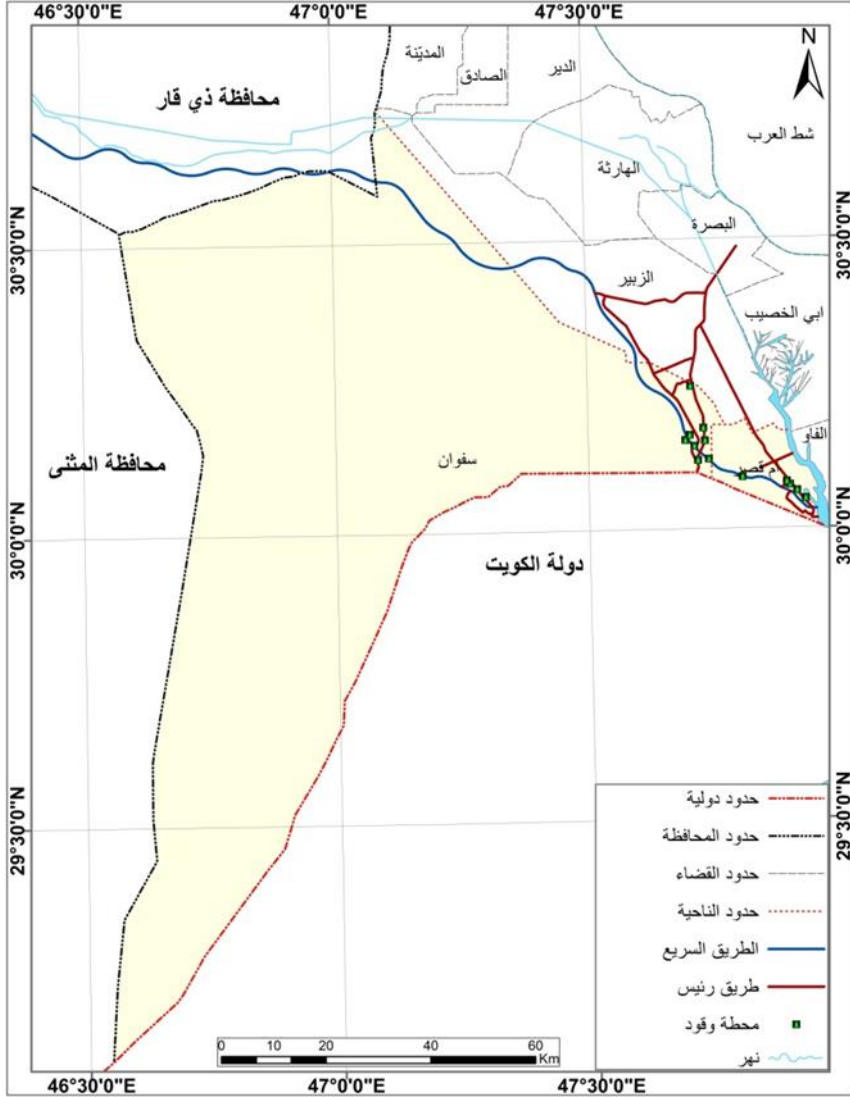 46°30'0"E
47°0'0"E
47°30'0"E
N
المديّنة
الصادق
الدير
محافظة ذي قار
شط العرب
الهارثة
البصرة
30°30'0"N
30°30'0"N
الزبير
ابي الخصيب
الفاو
محافظة المثنى
سفوان
ام قصر
30°0'0"N
30°0'0"N
دولة الكويت
29°30'0"N
29°30'0"N
حدود دولية
حدود المحافظة
حدود القضاء
حدود الناحية
الطريق السريع
طريق رئيس
محطة وقود
نهر
0 10 20 40 60
Km
46°30'0"E
47°0'0"E
47°30'0"E